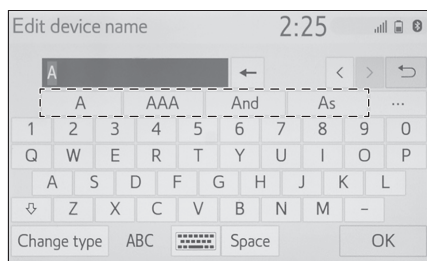 Edit device name 2:25
A
A AAA And As ...
1 2 3 4 5 6 7 8 9 0
Q W E R T Y U I O P
A S D F G H J K L
Z X C V B N M -
Change type ABC Space OK